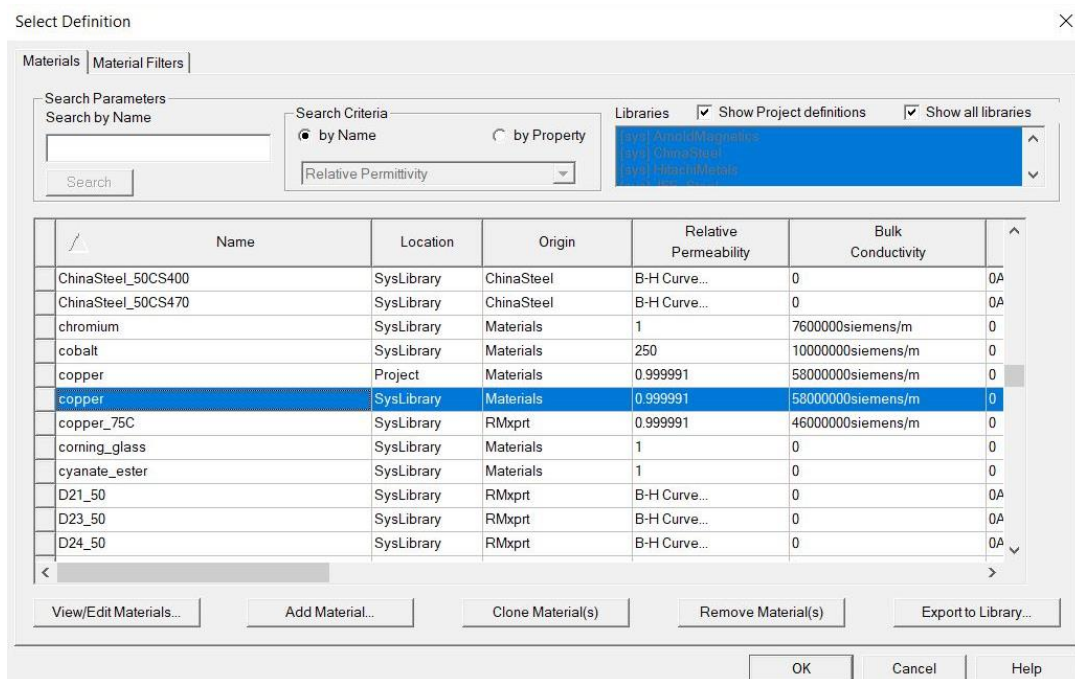 Select Definition
Materials Material Filters
Search Parameters
Search by Name
Search
Search Criteria
by Name by Property
Relative Permittivity
Libraries Show Project definitions Show all libraries
[sys] ArnoldMagnetics
[sys] ChinaSteel
[sys] HitachiMetals
Name Location Origin Relative Permeability Bulk Conductivity
ChinaSteel_50CS400 SysLibrary ChinaSteel B-H Curve... 0 0A
ChinaSteel_50CS470 SysLibrary ChinaSteel B-H Curve... 0 0A
chromium SysLibrary Materials 1 7600000siemens/m 0
cobalt SysLibrary Materials 250 10000000siemens/m 0
copper Project Materials 0.999991 58000000siemens/m 0
copper SysLibrary Materials 0.999991 58000000siemens/m 0
copper_75C SysLibrary RMxprt 0.999991 46000000siemens/m 0
corning_glass SysLibrary Materials 1 0 0
cyanate_ester SysLibrary Materials 1 0 0
D21_50 SysLibrary RMxprt B-H Curve... 0 0A
D23_50 SysLibrary RMxprt B-H Curve... 0 0A
D24_50 SysLibrary RMxprt B-H Curve... 0 0A
View/Edit Materials... Add Material... Clone Material(s) Remove Material(s) Export to Library...
OK Cancel Help